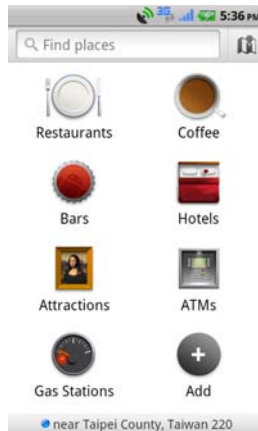 3G 5:36 PM
Find places
Restaurants Coffee
Bars Hotels
Attractions ATMs
Gas Stations Add
near Taipei County, Taiwan 220